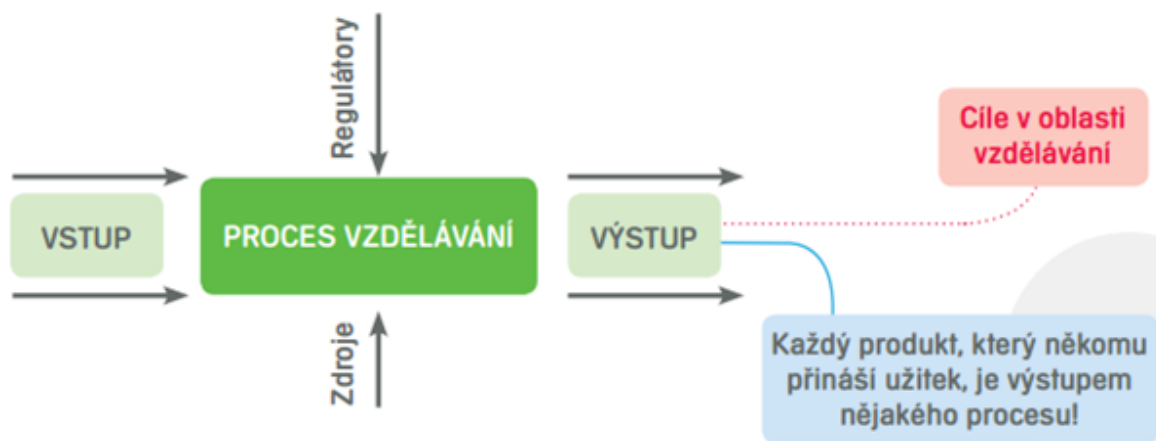 Regulátory
Cíle v oblasti
vzdělávání
VSTUP
PROCES VZDĚLÁVÁNÍ
VÝSTUP
Zdroje
Každý produkt, který někomu
přináší užitek, je výstupem
nějakého procesu!